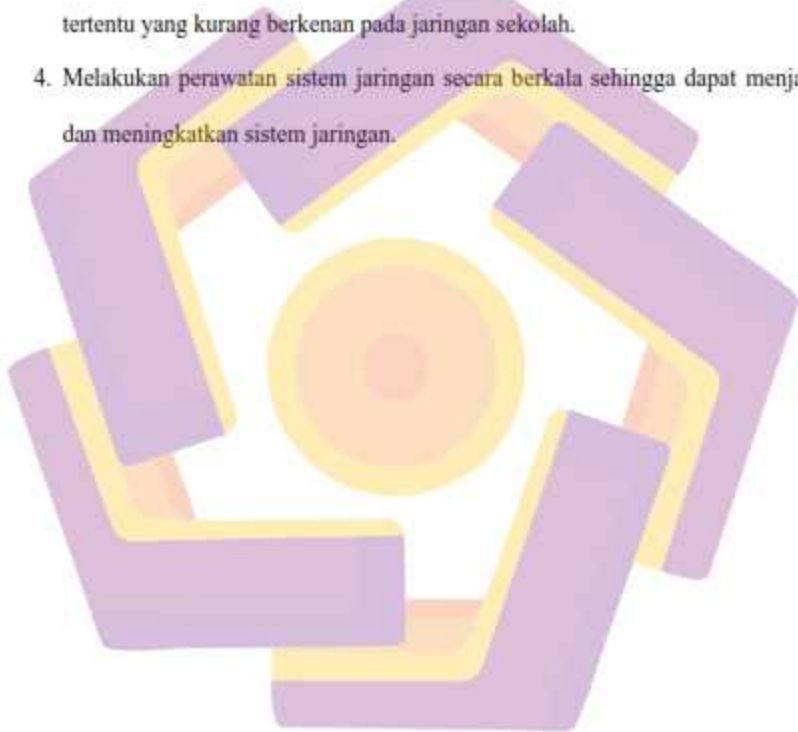 tertentu yang kurang berkenan pada jaringan sekolah.
4. Melakukan perawatan sistem jaringan secara berkala sehingga dapat menja
dan meningkatkan sistem jaringan.